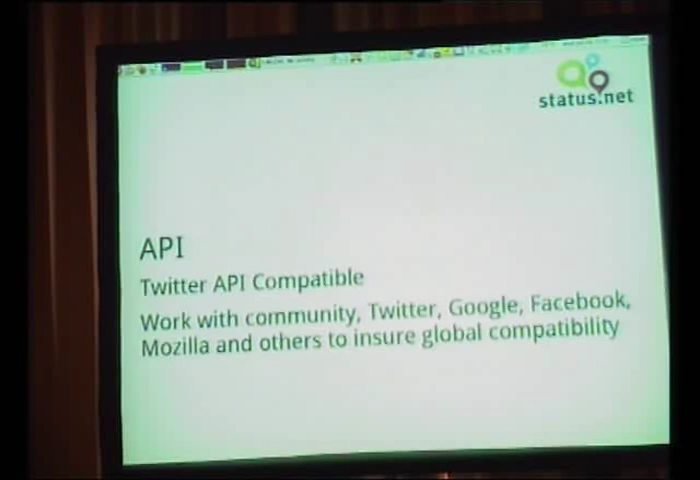 status.net
API
Twitter API Compatible
Work with community, Twitter, Google, Facebook,
Mozilla and others to insure global compatibility